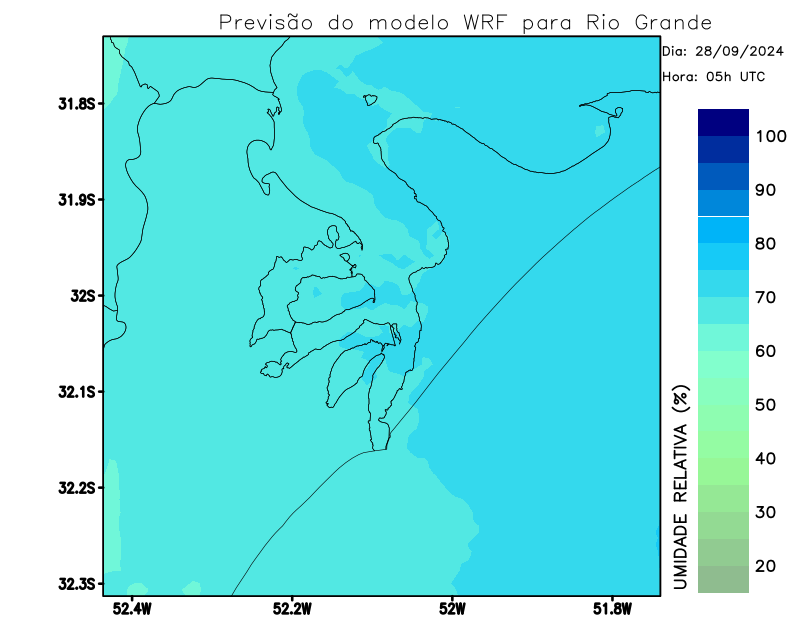 Previsão do modelo WRF para Rio Grande
Dia: 28/09/2024
Hora: 05h UTC
31.8S
31.9S
32S
32.1S
32.2S
32.3S
52.4W
52.2W
52W
51.8W
100
90
80
70
60
50
40
30
20
UMIDADE RELATIVA (%)